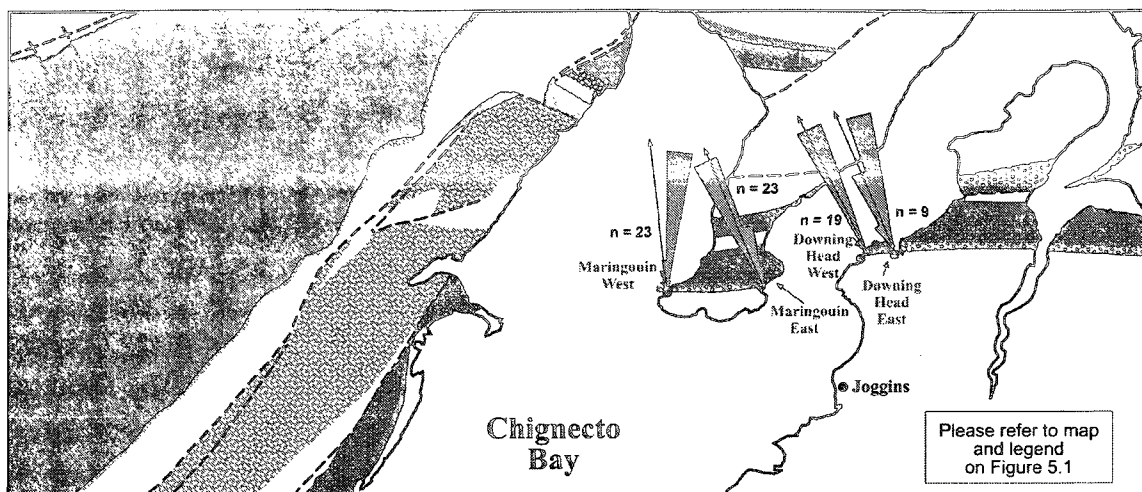 n = 23
n = 23
n = 19
n = 9
Maringouin
West
Downing
Head
West
Downing
Head
East
Maringouin
East
Joggins
Chignecto
Bay
Please refer to map
and legend
on Figure 5.1